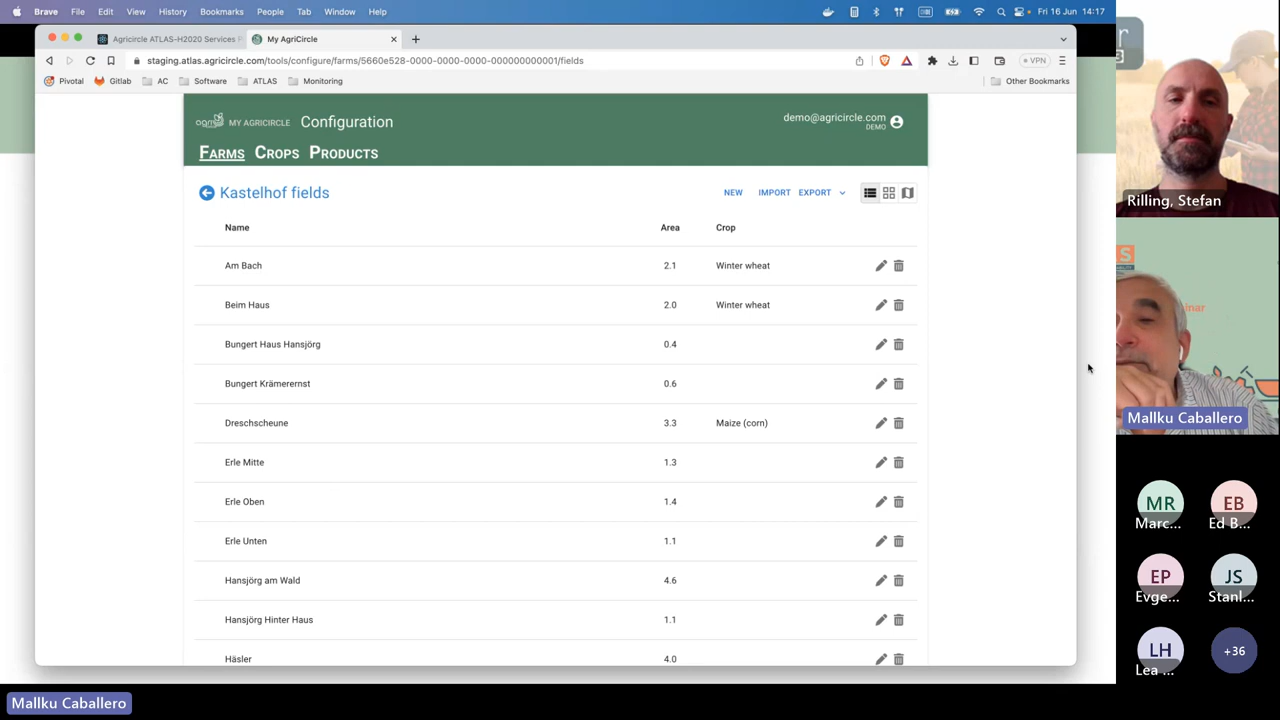 Brave File Edit View History Bookmarks People Tab Window Help Fri 16 Jun 14:17
Agricircle ATLAS-H2020 Services My AgriCircle
staging.atlas.agricircle.com/tools/configure/farms/5660e528-0000-0000-0000-000000000001/fields VPN
Pivotal Gitlab AC Software ATLAS Monitoring Other Bookmarks
MY AGRICIRCLE Configuration demo@agricircle.com
DEMO
FARMS CROPS PRODUCTS
Kastelhof fields NEW IMPORT EXPORT
Name Area Crop
Am Bach 2.1 Winter wheat
Beim Haus 2.0 Winter wheat
Bungert Haus Hansjörg 0.4
Bungert Krämerernst 0.6
Dreschscheune 3.3 Maize (corn)
Erle Mitte 1.3
Erle Oben 1.4
Erle Unten 1.1
Hansjörg am Wald 4.6
Hansjörg Hinter Haus 1.1
Häsler 4.0
Rilling, Stefan
Mallku Caballero
MR EB
Marc... Ed B...
EP JS
Evge... Stanl...
LH +36
Lea ...
Mallku Caballero